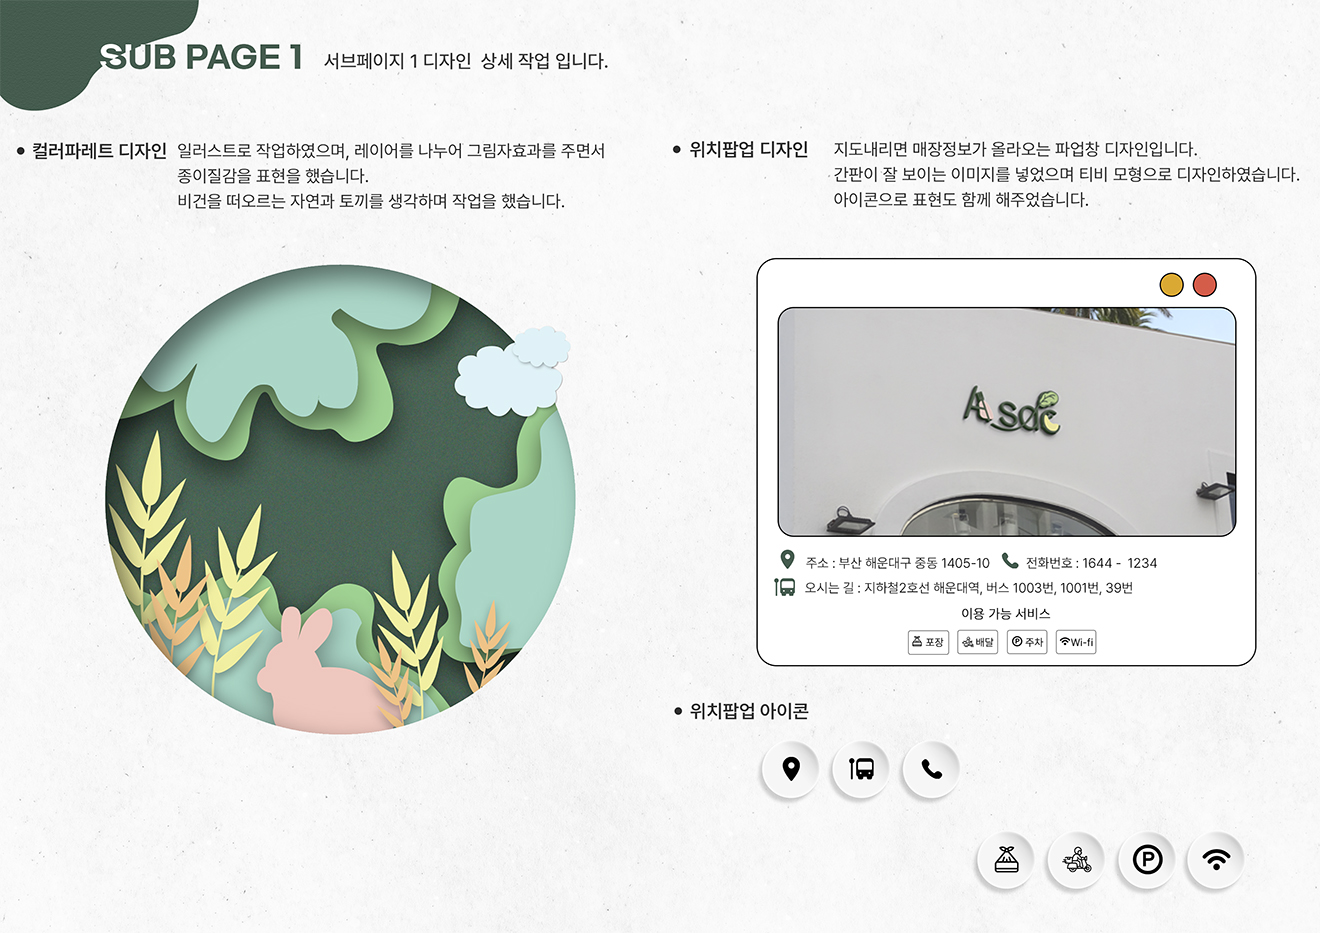 SUB PAGE 1 서브페이지 1 디자인 상세 작업 입니다.
• 컬러파레트 디자인
일러스트로 작업하였으며, 레이어를 나누어 그림자효과를 주면서
종이질감을 표현을 했습니다.
비건을 떠오르는 자연과 토끼를 생각하며 작업을 했습니다.
• 위치팝업 디자인
지도내리면 매장정보가 올라오는 파업창 디자인입니다.
간판이 잘 보이는 이미지를 넣었으며 티비 모형으로 디자인하였습니다.
아이콘으로 표현도 함께 해주었습니다.
주소 : 부산 해운대구 중동 1405-10 전화번호 : 1644 - 1234
오시는 길 : 지하철2호선 해운대역, 버스 1003번, 1001번, 39번
이용 가능 서비스
포장 배달 P 주차 Wi-fi
• 위치팝업 아이콘
P